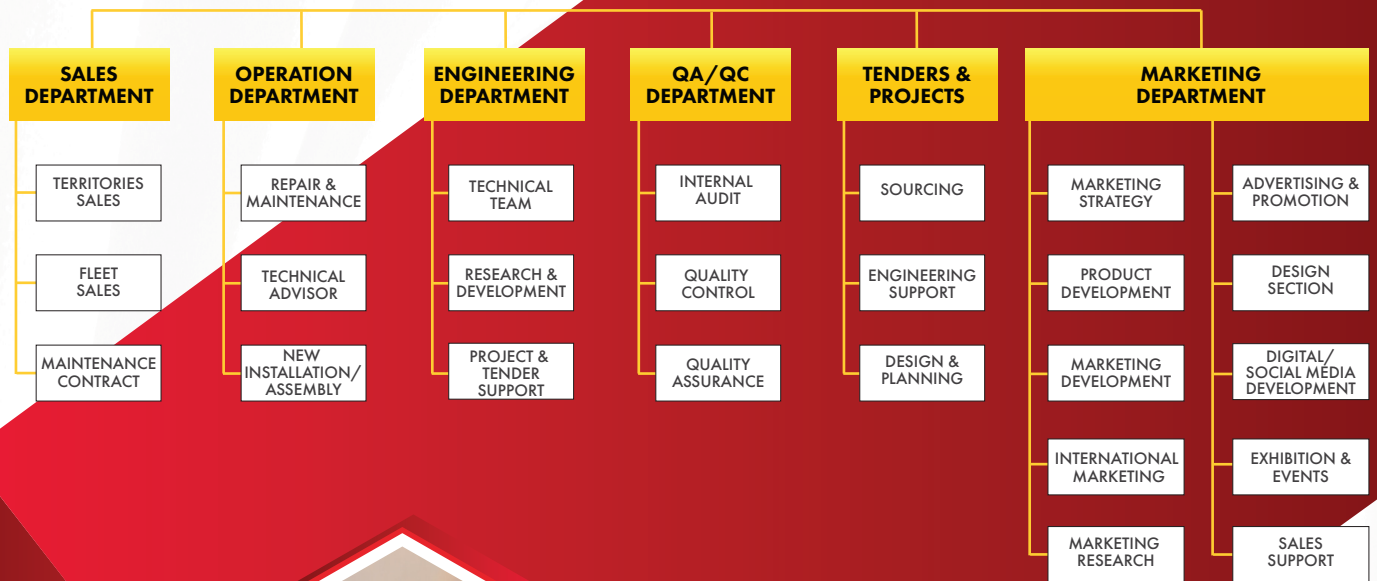 SALES
DEPARTMENT
OPERATION
DEPARTMENT
ENGINEERING
DEPARTMENT
QA/QC
DEPARTMENT
TENDERS &
PROJECTS
MARKETING
DEPARTMENT
TERRITORIES
SALES
FLEET
SALES
MAINTENANCE
CONTRACT
REPAIR &
MAINTENANCE
TECHNICAL
ADVISOR
NEW
INSTALLATION/
ASSEMBLY
TECHNICAL
TEAM
RESEARCH &
DEVELOPMENT
PROJECT &
TENDER
SUPPORT
INTERNAL
AUDIT
QUALITY
CONTROL
QUALITY
ASSURANCE
SOURCING
ENGINEERING
SUPPORT
DESIGN &
PLANNING
MARKETING
STRATEGY
PRODUCT
DEVELOPMENT
MARKETING
DEVELOPMENT
INTERNATIONAL
MARKETING
MARKETING
RESEARCH
ADVERTISING &
PROMOTION
DESIGN
SECTION
DIGITAL/
SOCIAL MEDIA
DEVELOPMENT
EXHIBITION &
EVENTS
SALES
SUPPORT